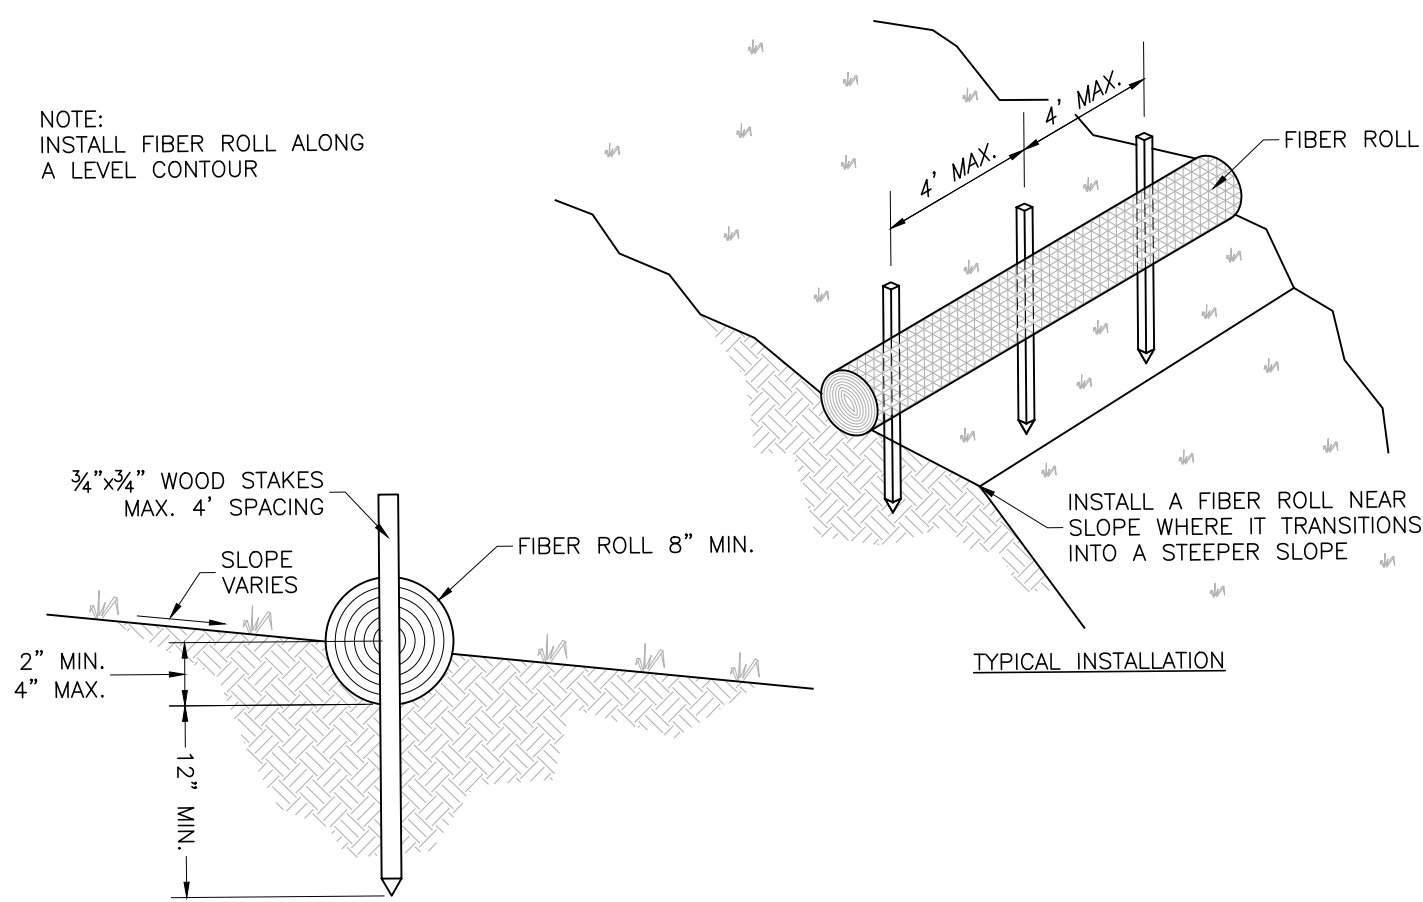 NOTE:
INSTALL FIBER ROLL ALONG
A LEVEL CONTOUR
4' MAX.
4' MAX.
FIBER ROLL
INSTALL A FIBER ROLL NEAR
SLOPE WHERE IT TRANSITIONS
INTO A STEEPER SLOPE
TYPICAL INSTALLATION
¾"x¾" WOOD STAKES
MAX. 4' SPACING
FIBER ROLL 8" MIN.
SLOPE
VARIES
2" MIN.
4" MAX.
12" MIN.